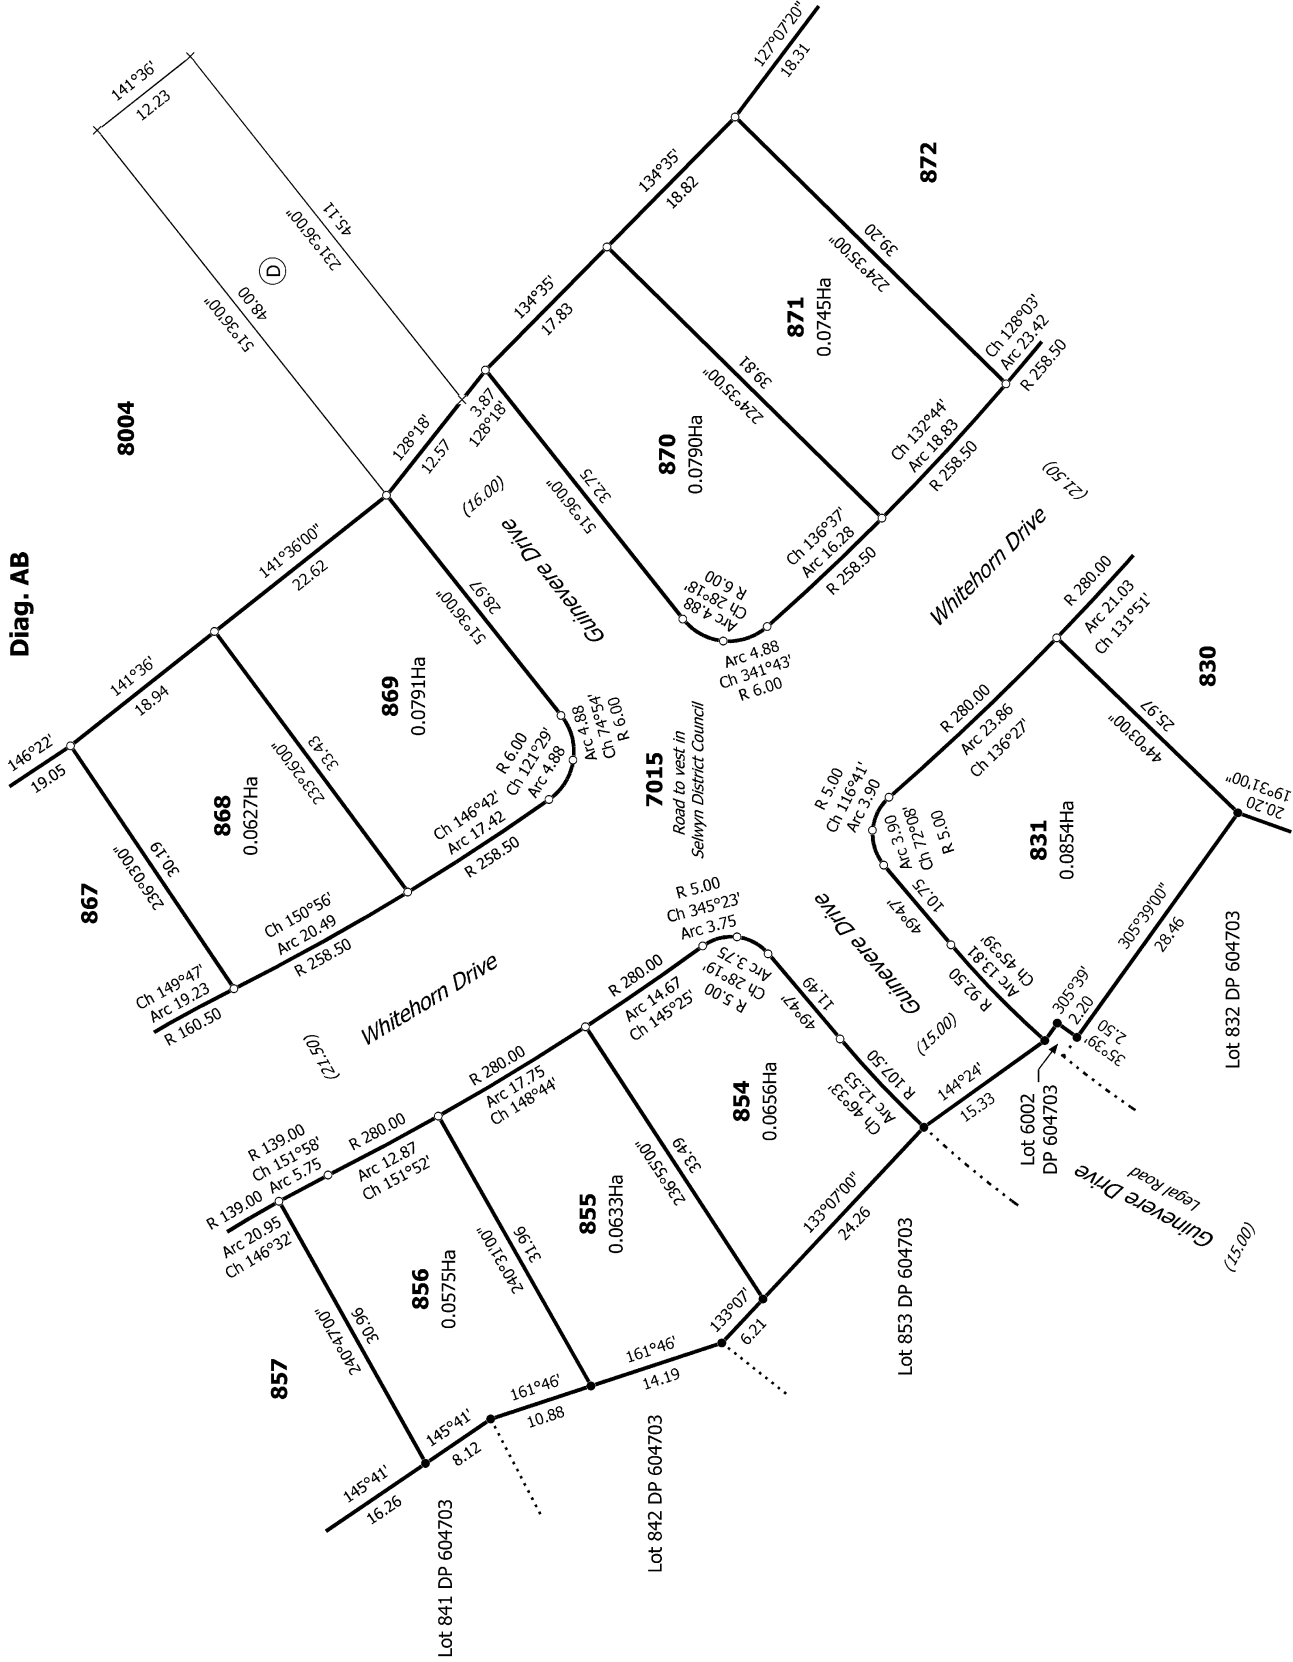 Diag. AB
8004
141°36'
12.23
51°36'00"
48.00
D
231°36'00"
45.11
127°07'20"
18.31
872
134°35'
18.82
134°35'
17.83
128°18'
12.57
3.87
128°18'
(16.00)
Guinevere Drive
141°36'00"
22.62
141°36'
18.94
146°22'
19.05
867
236°03'00"
30.19
868
0.0627Ha
233°26'00"
33.43
869
0.0791Ha
51°36'00"
28.97
Ch 149°47'
Arc 19.23
R 160.50
Ch 150°56'
Arc 20.49
R 258.50
Ch 146°42'
Arc 17.42
R 258.50
R 6.00
Ch 121°29'
Arc 4.88
Arc 4.88
Ch 74°54'
R 6.00
870
0.0790Ha
51°36'00"
32.75
R 6.00
Ch 28°18'
Arc 4.88
Arc 4.88
Ch 341°43'
R 6.00
224°35'00"
39.81
Ch 136°37'
Arc 16.28
R 258.50
871
0.0745Ha
224°35'00"
39.20
Ch 132°44'
Arc 18.83
R 258.50
Ch 128°03'
Arc 23.42
R 258.50
Whitehorn Drive
(21.50)
7015
Road to vest in
Selwyn District Council
Whitehorn Drive
(21.50)
R 139.00
Arc 20.95
Ch 146°32'
R 139.00
Ch 151°58'
Arc 5.75
R 280.00
Arc 12.87
Ch 151°52'
R 280.00
Arc 17.75
Ch 148°44'
R 280.00
Arc 14.67
Ch 145°25'
R 5.00
Ch 345°23'
Arc 3.75
Arc 3.75
Ch 28°19'
R 5.00
49°47'
11.49
R 107.50
Arc 12.53
Ch 46°33'
854
0.0656Ha
236°55'00"
33.49
855
0.0633Ha
240°31'00"
31.96
856
0.0575Ha
240°47'00"
30.96
857
145°41'
16.26
145°41'
8.12
161°46'
10.88
161°46'
14.19
133°07'
6.21
133°07'00"
24.26
Lot 841 DP 604703
Lot 842 DP 604703
Lot 853 DP 604703
Guinevere Drive
(15.00)
144°24'
15.33
R 5.00
Ch 116°41'
Arc 3.90
Arc 3.90
Ch 72°08'
R 5.00
49°47'
10.75
R 92.50
Arc 13.81
Ch 45°39'
R 280.00
Arc 23.86
Ch 136°27'
R 280.00
Arc 21.03
Ch 131°51'
831
0.0854Ha
44°03'00"
25.97
830
20.20
19°31'00"
305°39'00"
28.46
305°39'
2.20
35°39'
2.50
Lot 832 DP 604703
Lot 6002
DP 604703
Guinevere Drive
Legal Road
(15.00)